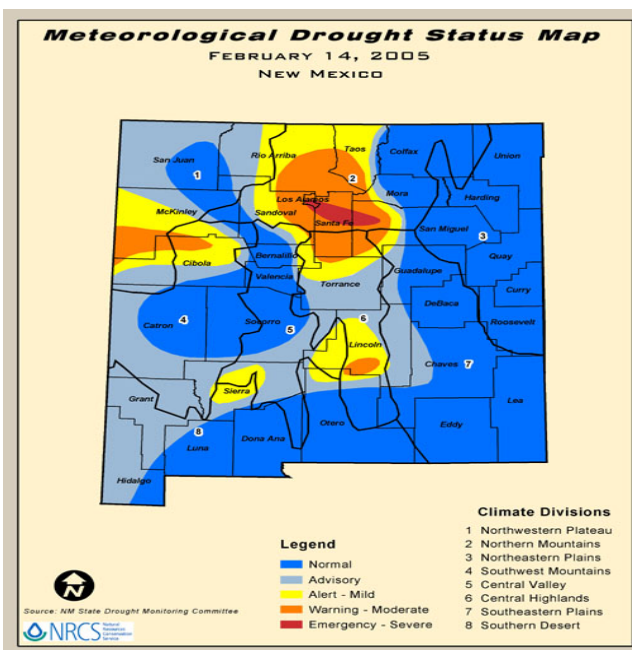 Meteorological Drought Status Map
February 14, 2005
New Mexico
San Juan
Rio Arriba
Taos
Colfax
Union
1
2
Los Alamos
Mora
Harding
McKinley
Sandoval
Santa Fe
San Miguel
3
Cibola
Bernalillo
Quay
Valencia
Guadalupe
Torrance
Curry
DeBaca
4
Catron
Socorro
5
6
Roosevelt
Lincoln
Chaves
7
Sierra
Grant
Lea
Otero
Eddy
8
Luna
Dona Ana
Hidalgo
Legend
Normal
Advisory
Alert - Mild
Warning - Moderate
Emergency - Severe
Climate Divisions
1 Northwestern Plateau
2 Northern Mountains
3 Northeastern Plains
4 Southwest Mountains
5 Central Valley
6 Central Highlands
7 Southeastern Plains
8 Southern Desert
N
Source: NM State Drought Monitoring Committee
NRCS
Natural
Resources
Conservation
Service